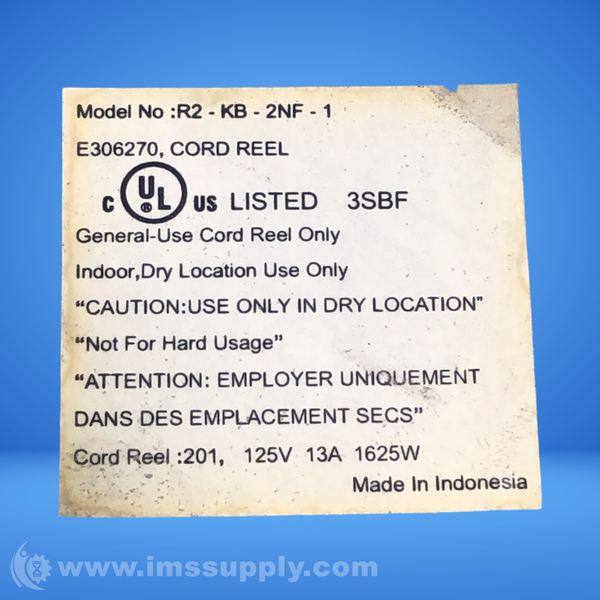 Model No :R2 - KB - 2NF - 1
E306270, CORD REEL
C UL US LISTED 3SBF
General-Use Cord Reel Only
Indoor,Dry Location Use Only
“CAUTION:USE ONLY IN DRY LOCATION”
“Not For Hard Usage”
“ATTENTION: EMPLOYER UNIQUEMENT
DANS DES EMPLACEMENT SECS”
Cord Reel :201, 125V 13A 1625W
Made In Indonesia
www.imssupply.com